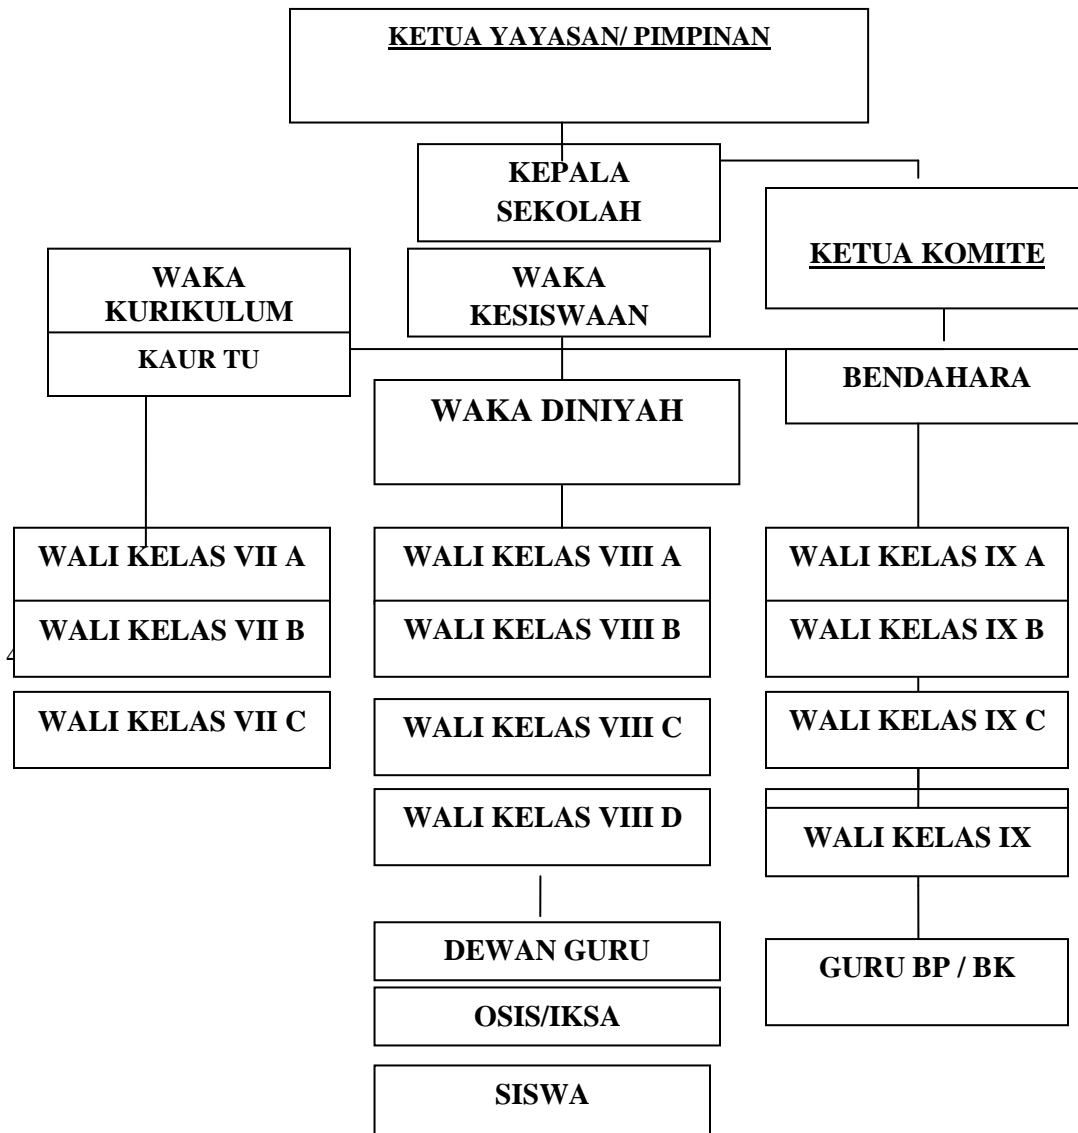 KETUA YAYASAN/ PIMPINAN
KEPALA
SEKOLAH
KETUA KOMITE
WAKA
KURIKULUM
WAKA
KESISWAAN
KAUR TU
BENDAHARA
WAKA DINIYAH
WALI KELAS VII A
WALI KELAS VIII A
WALI KELAS IX A
WALI KELAS VII B
WALI KELAS VIII B
WALI KELAS IX B
4
WALI KELAS VII C
WALI KELAS VIII C
WALI KELAS IX C
WALI KELAS VIII D
WALI KELAS IX
DEWAN GURU
GURU BP / BK
OSIS/IKSA
SISWA